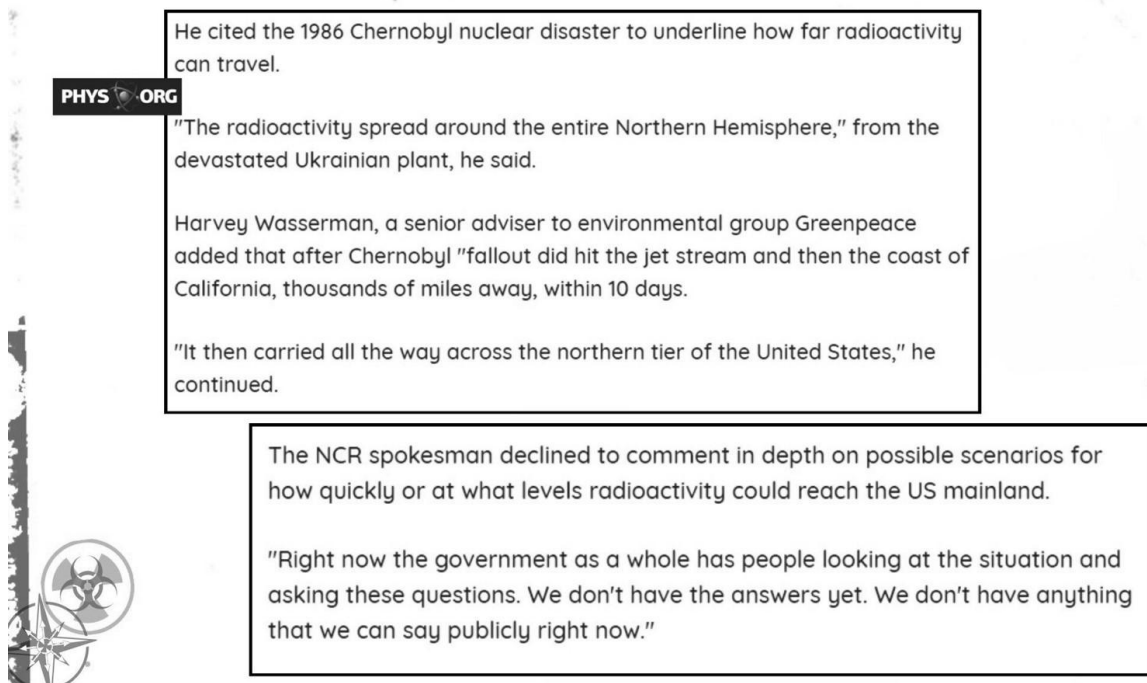 He cited the 1986 Chernobyl nuclear disaster to underline how far radioactivity
can travel.
PHYS ORG
"The radioactivity spread around the entire Northern Hemisphere," from the
devastated Ukrainian plant, he said.
Harvey Wasserman, a senior adviser to environmental group Greenpeace
added that after Chernobyl "fallout did hit the jet stream and then the coast of
California, thousands of miles away, within 10 days.
"It then carried all the way across the northern tier of the United States," he
continued.
The NCR spokesman declined to comment in depth on possible scenarios for
how quickly or at what levels radioactivity could reach the US mainland.
"Right now the government as a whole has people looking at the situation and
asking these questions. We don't have the answers yet. We don't have anything
that we can say publicly right now."